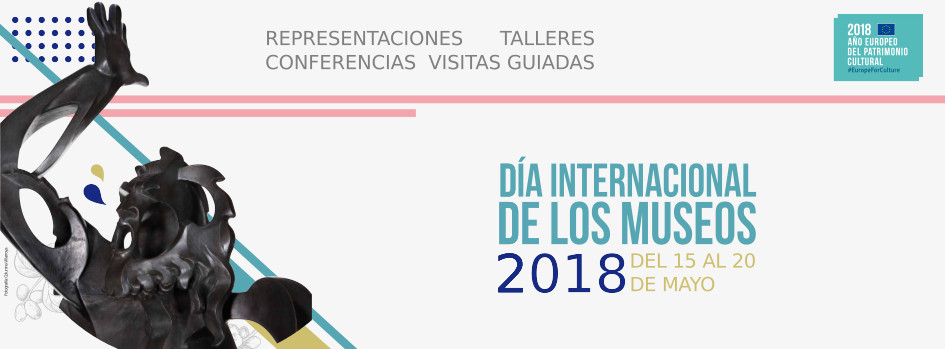 REPRESENTACIONES TALLERES
CONFERENCIAS VISITAS GUIADAS
2018
AÑO EUROPEO
DEL PATRIMONIO
CULTURAL
#EuropeForCulture
DÍA INTERNACIONAL
DE LOS MUSEOS
2018 DEL 15 AL 20
DE MAYO